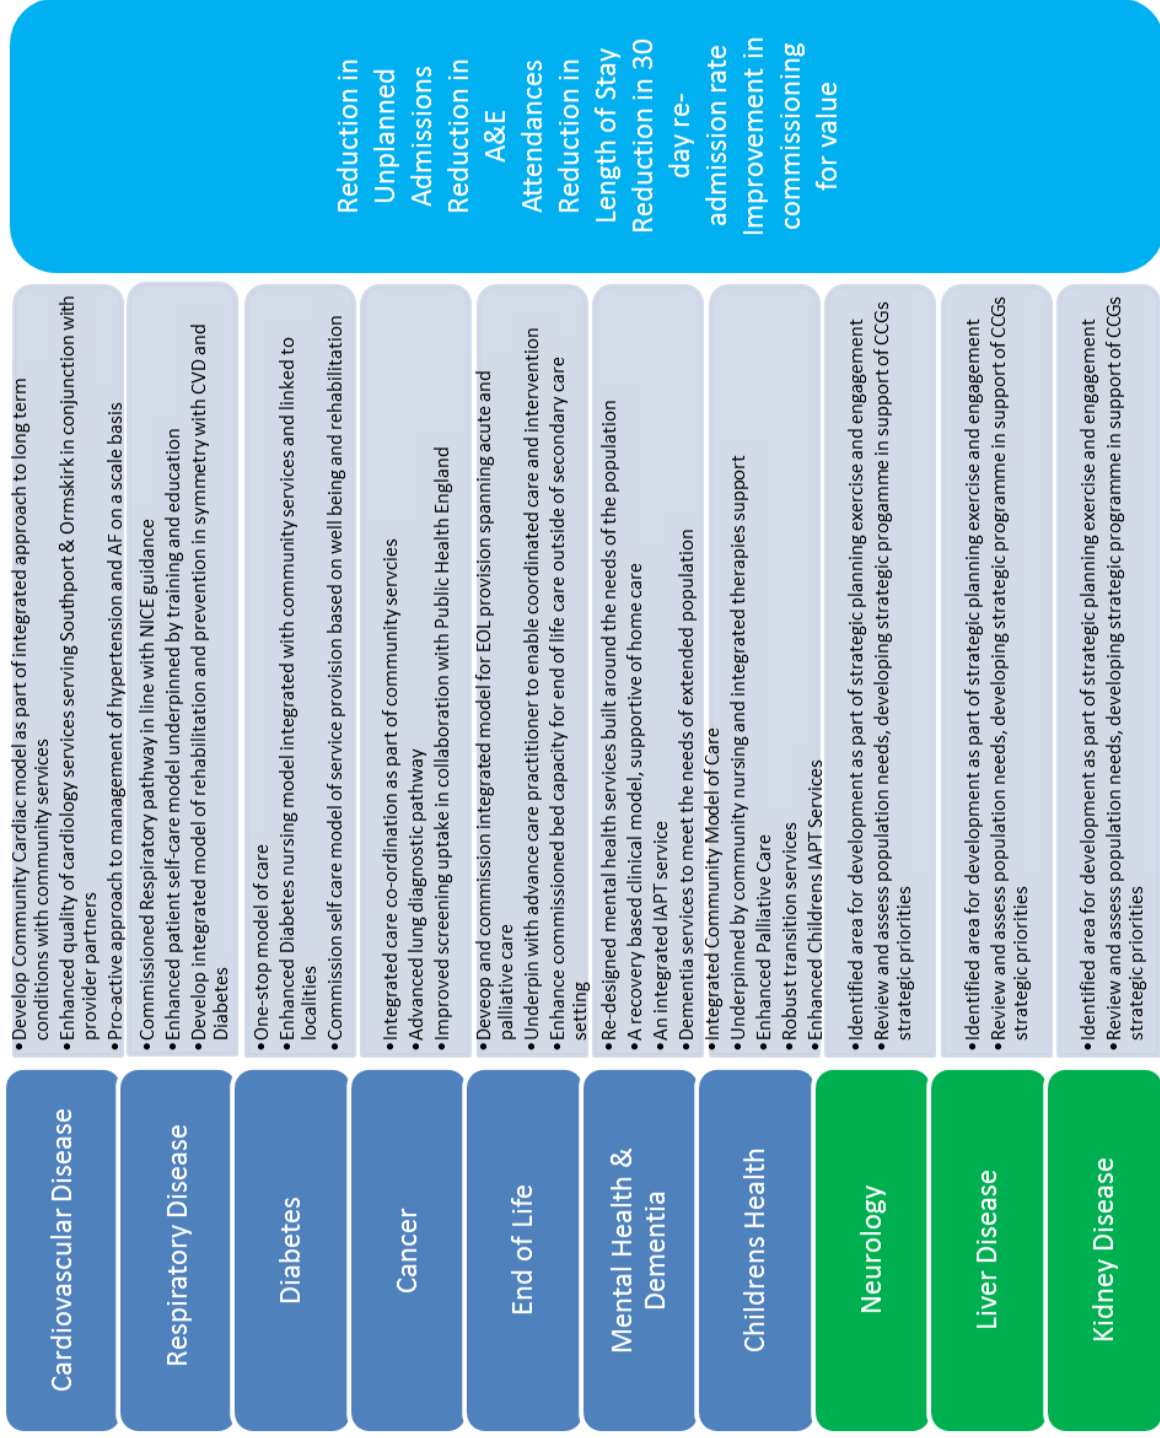 Cardiovascular Disease
• Develop Community Cardiac model as part of integrated approach to long term
conditions with community services
• Enhanced quality of cardiology services serving Southport & Ormskirk in conjunction with
provider partners
• Pro-active approach to management of hypertension and AF on a scale basis
Respiratory Disease
• Commissioned Respiratory pathway in line with NICE guidance
• Enhanced patient self-care model underpinned by training and education
• Develop integrated model of rehabilitation and prevention in symmetry with CVD and
Diabetes
Diabetes
• One-stop model of care
• Enhanced Diabetes nursing model integrated with community services and linked to
localities
• Commission self care model of service provision based on well being and rehabilitation
Cancer
• Integrated care co-ordination as part of community servcies
• Advanced lung diagnostic pathway
• Improved screening uptake in collaboration with Public Health England
End of Life
• Deveop and commission integrated model for EOL provision spanning acute and
palliative care
• Underpin with advance care practitioner to enable coordinated care and intervention
• Enhance commissioned bed capacity for end of life care outside of secondary care
setting
Mental Health &
Dementia
• Re-designed mental health services built around the needs of the population
• A recovery based clinical model, supportive of home care
• An integrated IAPT service
• Dementia services to meet the needs of extended population
Childrens Health
• Integrated Community Model of Care
• Underpinned by community nursing and integrated therapies support
• Enhanced Palliative Care
• Robust transition services
• Enhanced Childrens IAPT Services
Neurology
• Identified area for development as part of strategic planning exercise and engagement
• Review and assess population needs, developing strategic progamme in support of CCGs
strategic priorities
Liver Disease
• Identified area for development as part of strategic planning exercise and engagement
• Review and assess population needs, developing strategic programme in support of CCGs
strategic priorities
Kidney Disease
• Identified area for development as part of strategic planning exercise and engagement
• Review and assess population needs, developing strategic programme in support of CCGs
strategic priorities
Reduction in
Unplanned
Admissions
Reduction in
A&E
Attendances
Reduction in
Length of Stay
Reduction in 30
day re-
admission rate
Improvement in
commissioning
for value